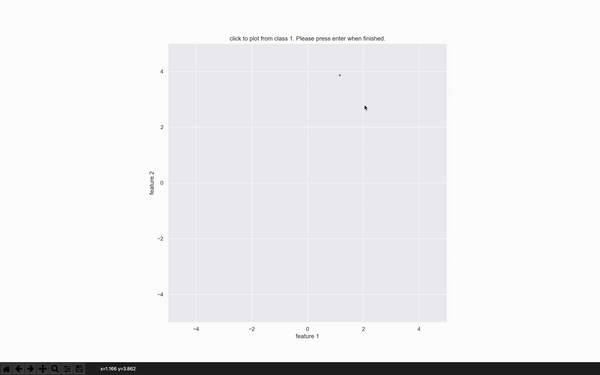 click to plot from class 1. Please press enter when finished.
4
2
0
−2
−4
feature 2
−4 −2 0 2 4
feature 1
x=1.166 y=3.862